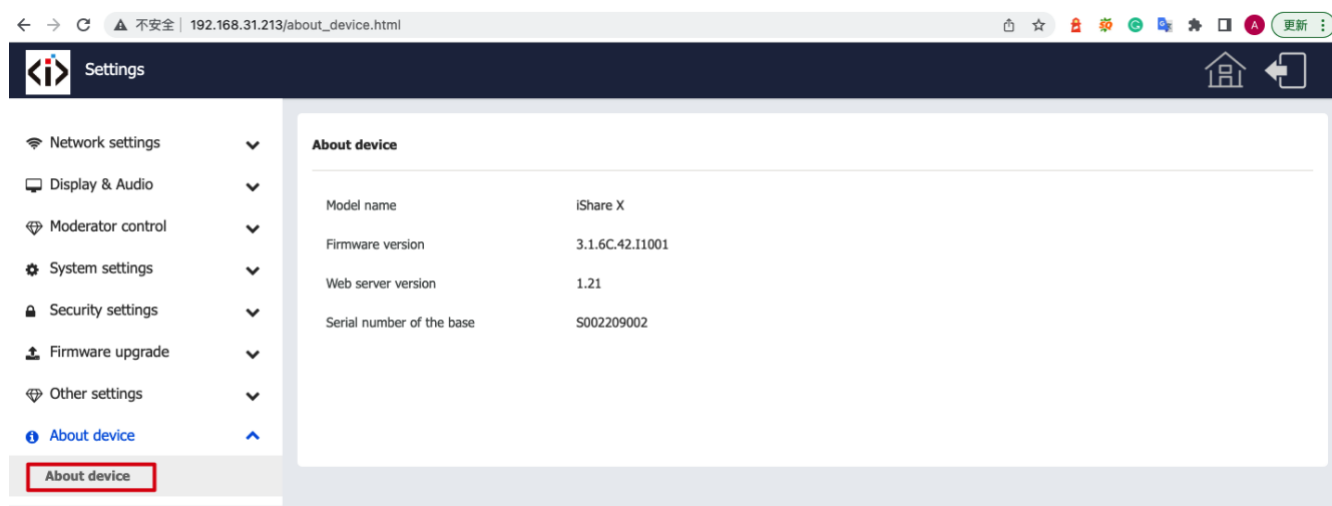 不安全 192.168.31.213/about_device.html 更新
<i> Settings
Network settings
Display & Audio
Moderator control
System settings
Security settings
Firmware upgrade
Other settings
About device
About device
About device
Model name iShare X
Firmware version 3.1.6C.42.I1001
Web server version 1.21
Serial number of the base S002209002